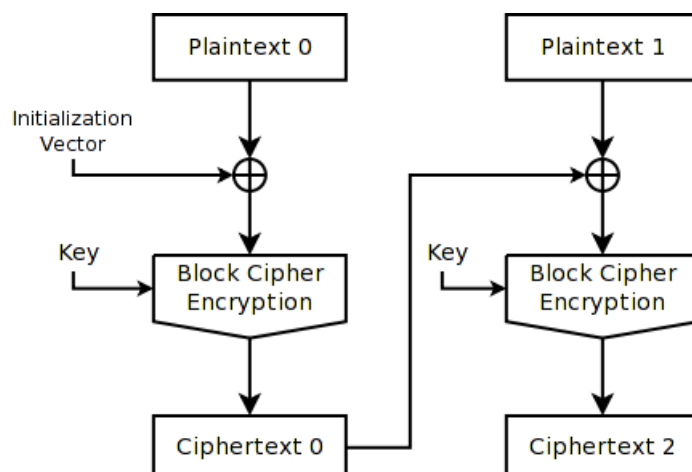 Plaintext 0
Plaintext 1
Initialization
Vector
Key
Block Cipher
Encryption
Key
Block Cipher
Encryption
Ciphertext 0
Ciphertext 2